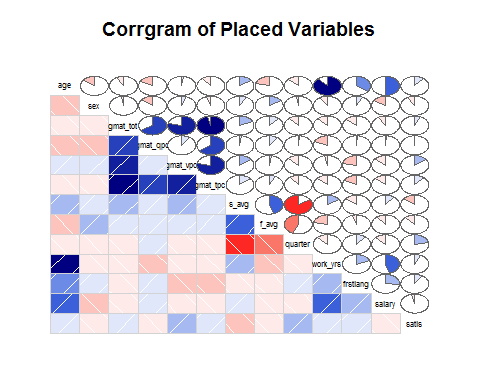 Corrgram of Placed Variables
age
sex
gmat_tot
gmat_qpc
gmat_vpc
gmat_tpc
s_avg
f_avg
quarter
work_yrs
frstlang
salary
satis